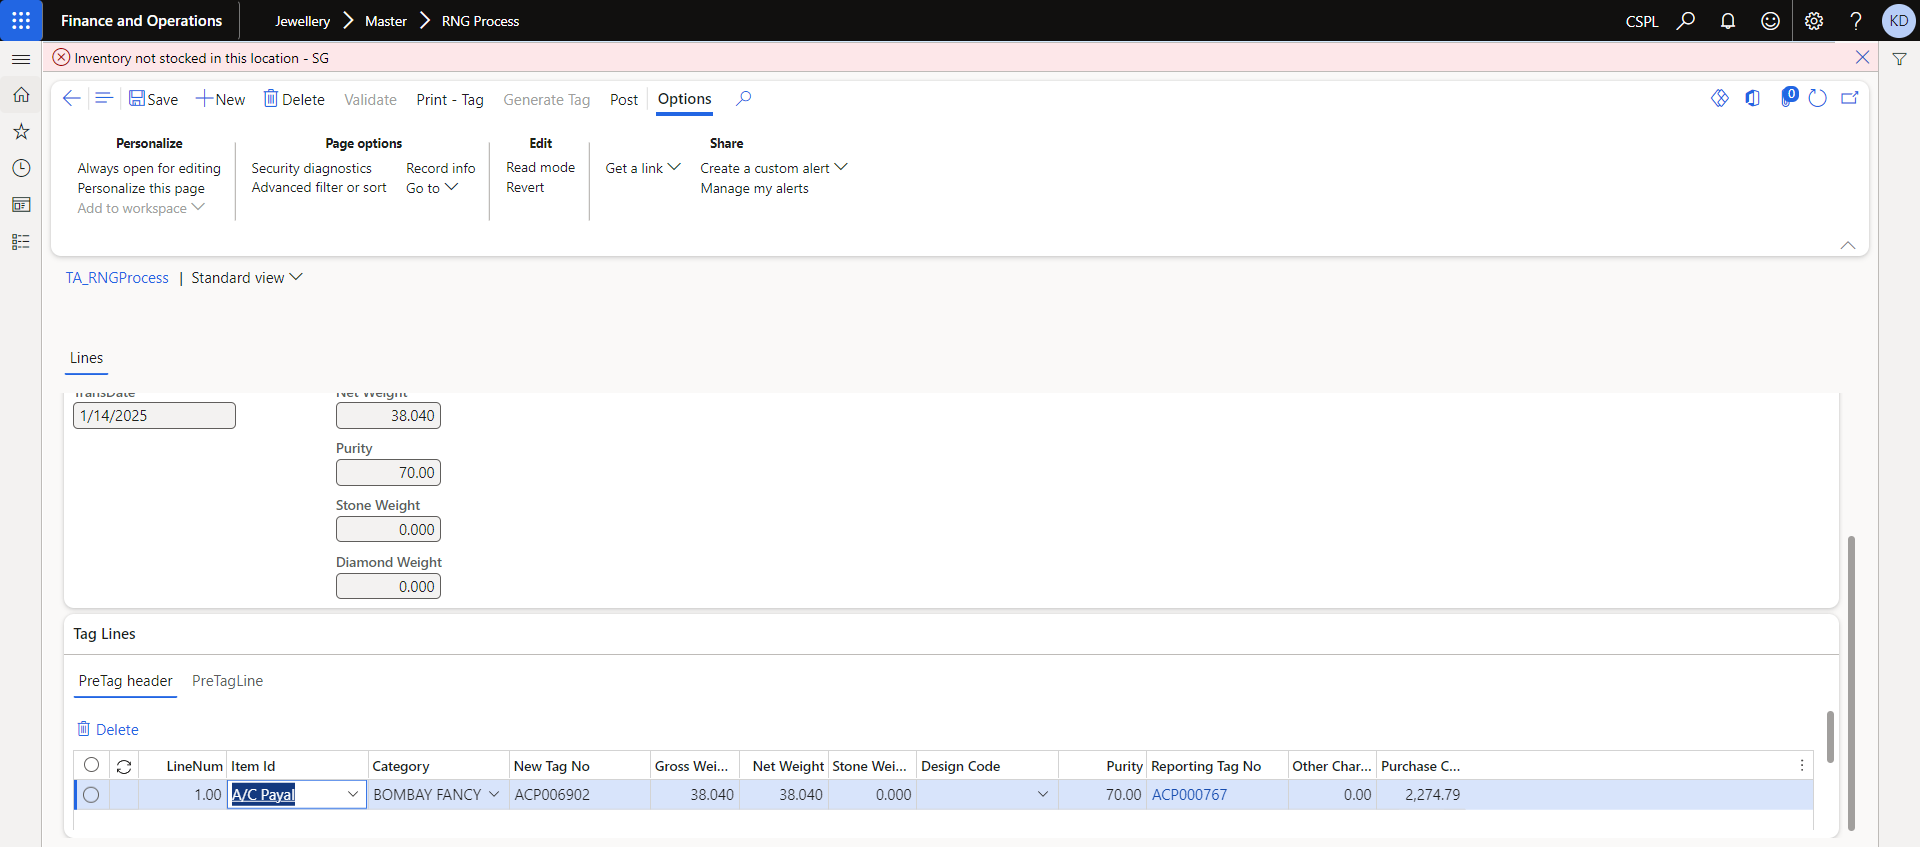 Finance and Operations
Jewellery > Master > RNG Process
CSPL
KD
Inventory not stocked in this location - SG
Save
New
Delete
Validate
Print - Tag
Generate Tag
Post
Options
0
Personalize
Always open for editing
Personalize this page
Add to workspace
Page options
Security diagnostics
Advanced filter or sort
Record info
Go to
Edit
Read mode
Revert
Share
Get a link
Create a custom alert
Manage my alerts
TA_RNGProcess | Standard view
Lines
TransDate
1/14/2025
Net Weight
38.040
Purity
70.00
Stone Weight
0.000
Diamond Weight
0.000
Tag Lines
PreTag header
PreTagLine
Delete
LineNum Item Id Category New Tag No Gross Wei... Net Weight Stone Wei... Design Code Purity Reporting Tag No Other Char... Purchase C...
1.00 A/C Payal BOMBAY FANCY ACP006902 38.040 38.040 0.000 70.00 ACP000767 0.00 2,274.79